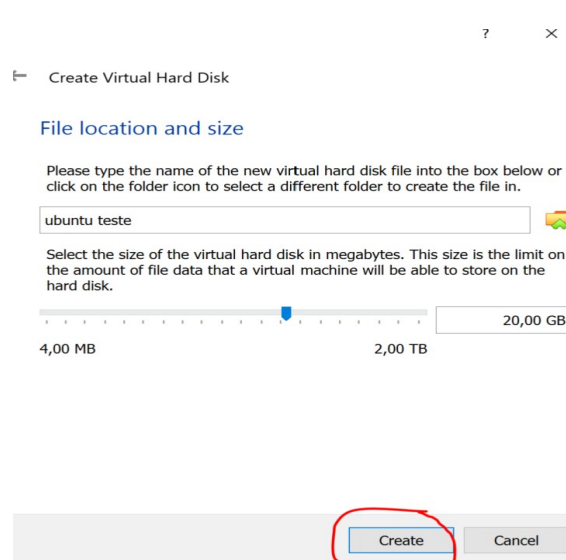 ?
Create Virtual Hard Disk
File location and size
Please type the name of the new virtual hard disk file into the box below or
click on the folder icon to select a different folder to create the file in.
ubuntu teste
Select the size of the virtual hard disk in megabytes. This size is the limit on
the amount of file data that a virtual machine will be able to store on the
hard disk.
20,00 GB
4,00 MB 2,00 TB
Create Cancel